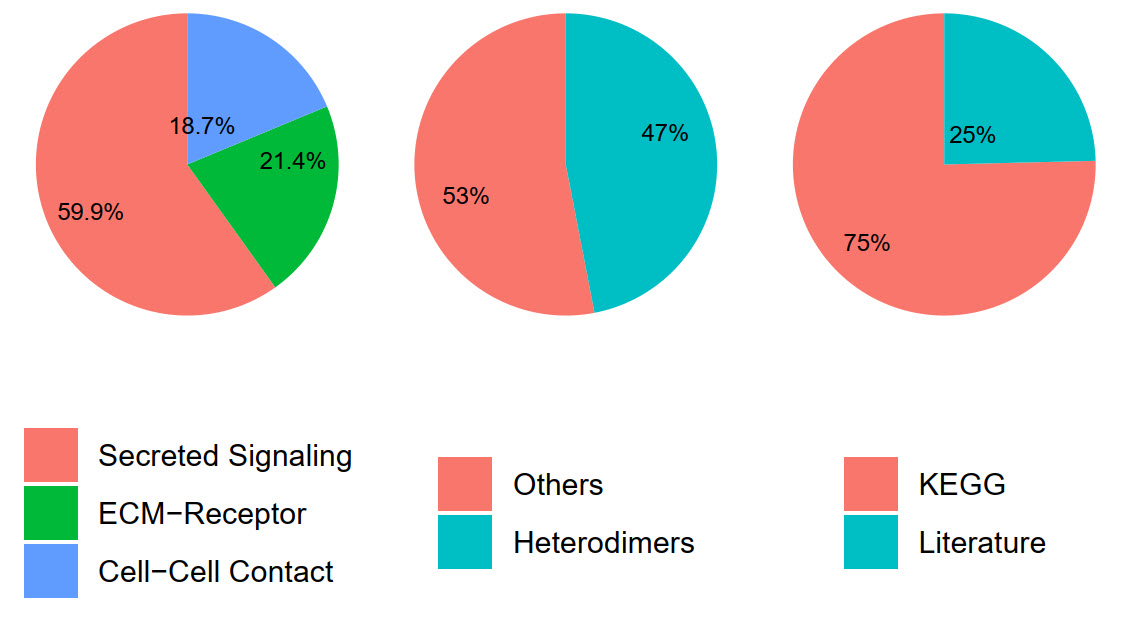 18.7%
21.4%
59.9%
47%
53%
25%
75%
Secreted Signaling
ECM−Receptor
Cell−Cell Contact
Others
Heterodimers
KEGG
Literature